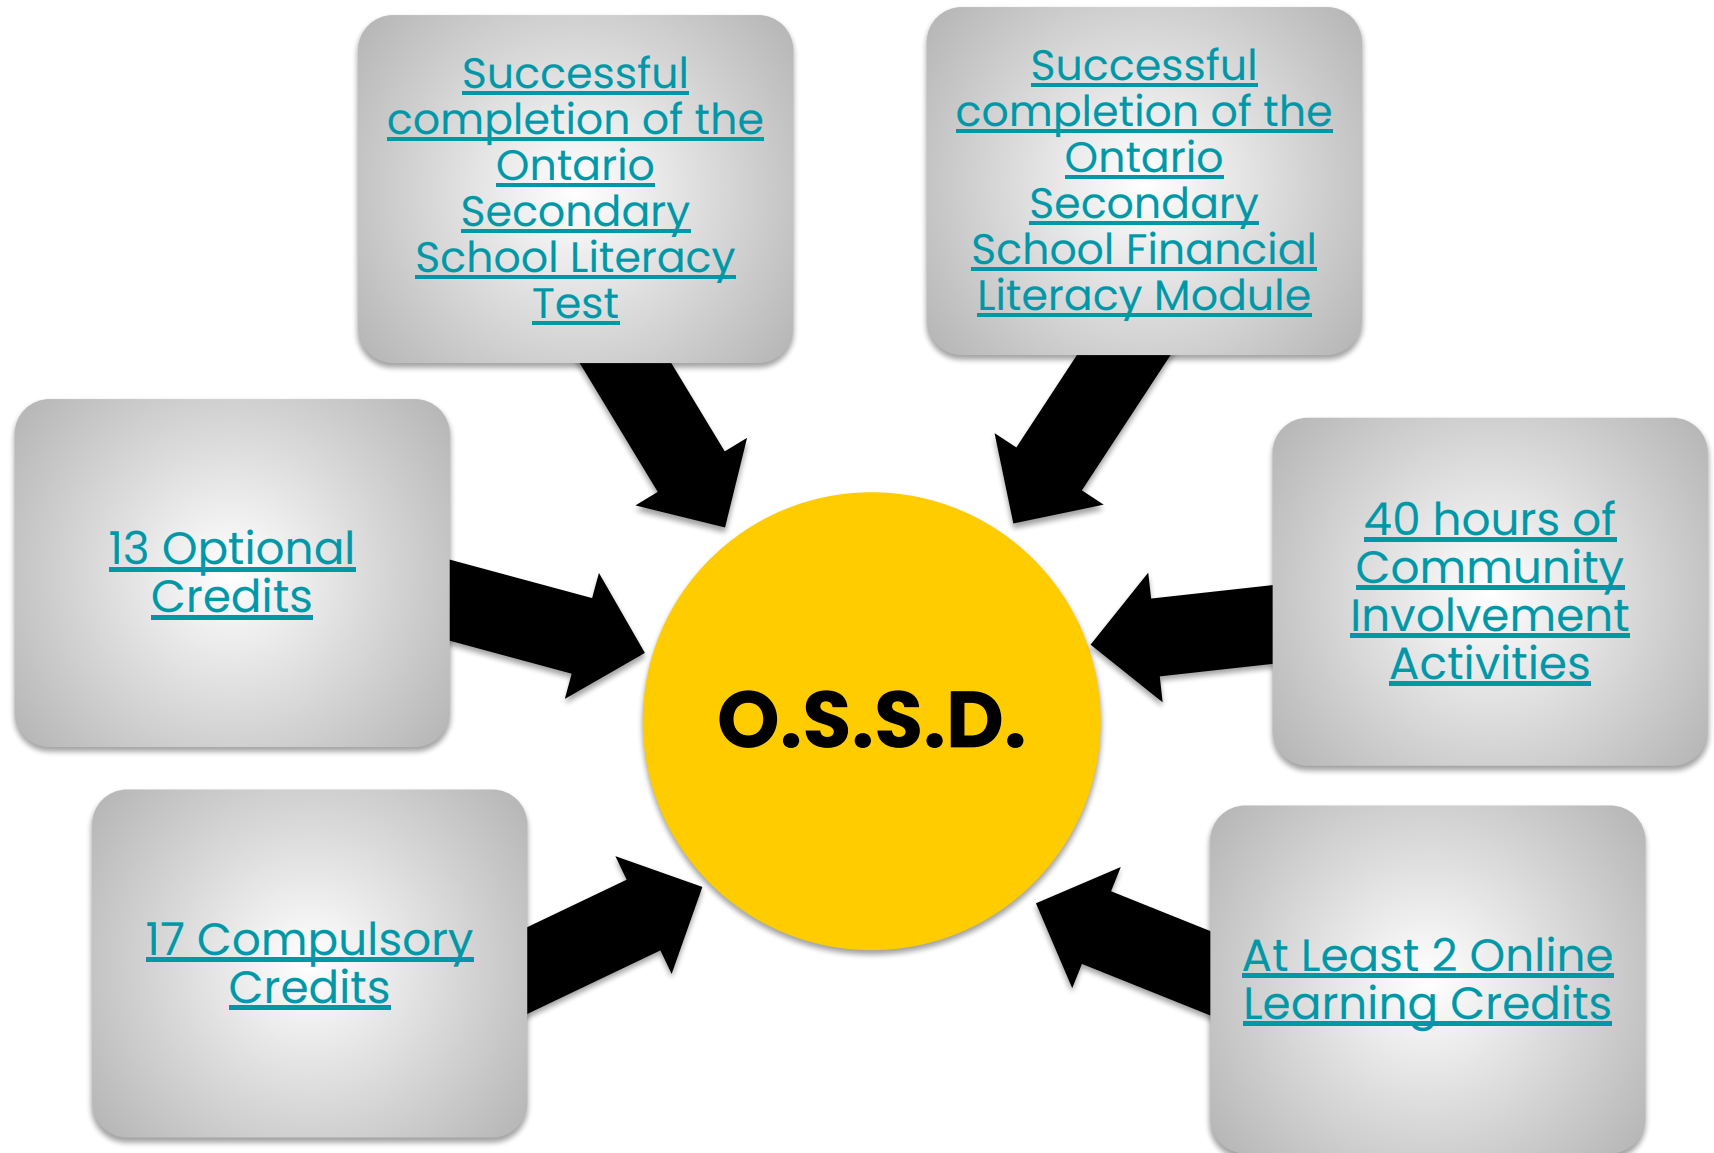 Successful
completion of the
Ontario
Secondary
School Literacy
Test
Successful
completion of the
Ontario
Secondary
School Financial
Literacy Module
13 Optional
Credits
40 hours of
Community
Involvement
Activities
O.S.S.D.
17 Compulsory
Credits
At Least 2 Online
Learning Credits